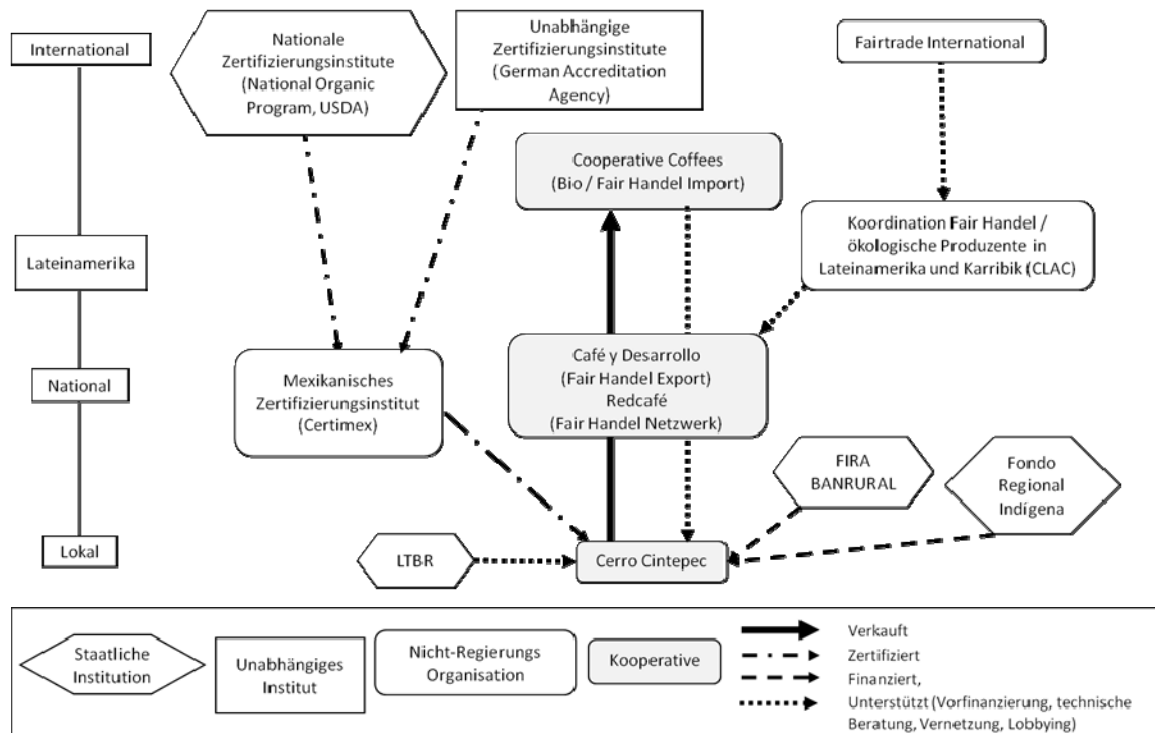 International
Lateinamerika
National
Lokal
Nationale
Zertifizierungsinstitute
(National Organic
Program, USDA)
Unabhängige
Zertifizierungsinstitute
(German Accreditation
Agency)
Fairtrade International
Cooperative Coffees
(Bio / Fair Handel Import)
Koordination Fair Handel /
ökologische Produzente in
Lateinamerika und Karribik (CLAC)
Mexikanisches
Zertifizierungsinstitut
(Certimex)
Café y Desarrollo
(Fair Handel Export)
Redcafé
(Fair Handel Netzwerk)
FIRA
BANRURAL
Fondo
Regional
Indígena
LTBR
Cerro Cintepec
Staatliche
Institution
Unabhängiges
Institut
Nicht-Regierungs
Organisation
Kooperative
Verkauft
Zertifiziert
Finanziert,
Unterstützt (Vorfinanzierung, technische
Beratung, Vernetzung, Lobbying)